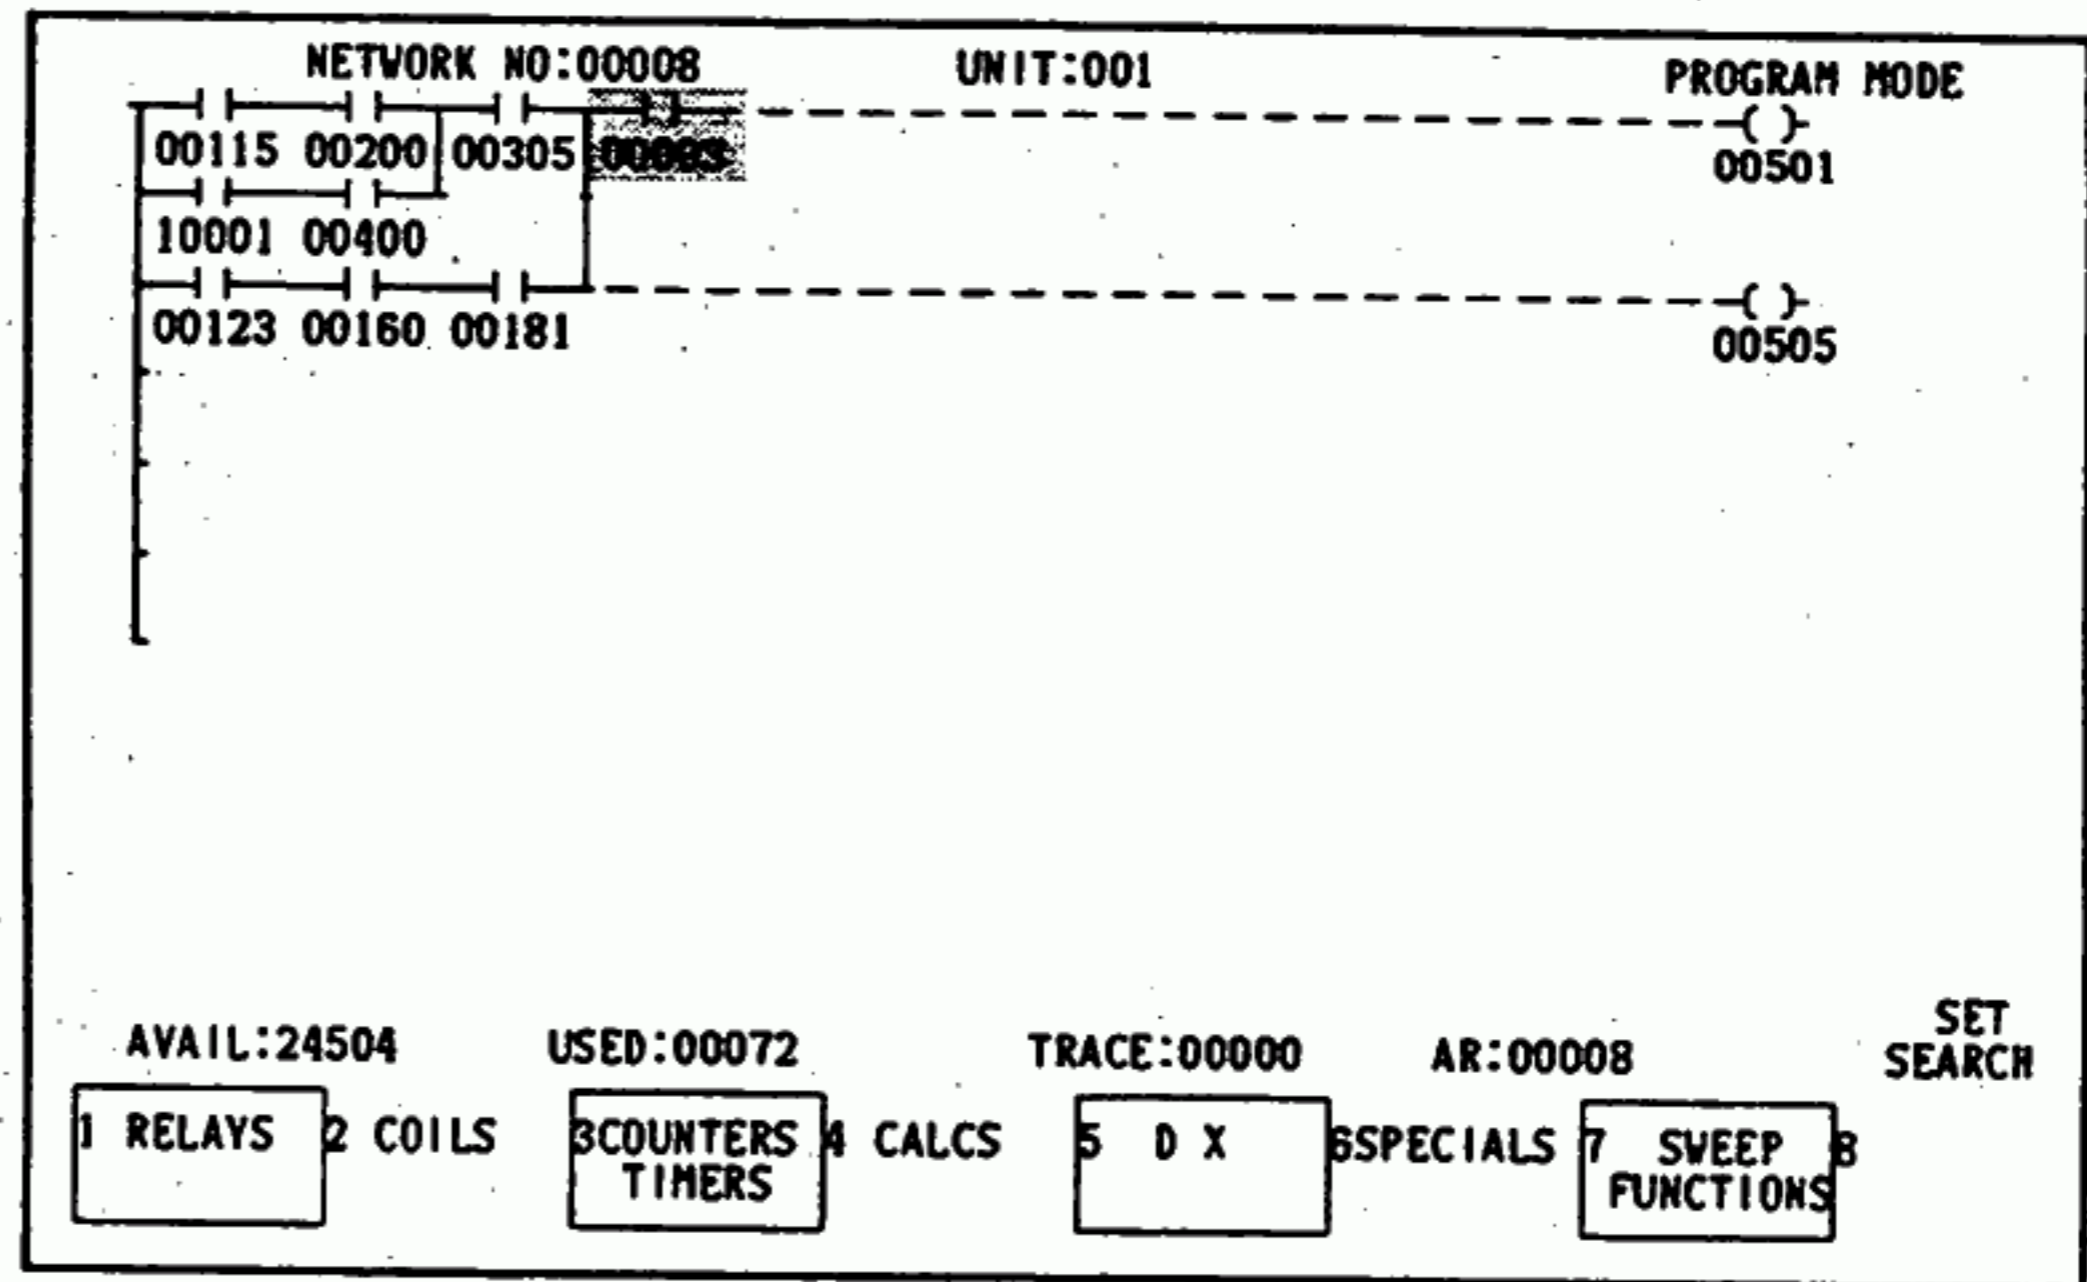 NETWORK NO:00008 UNIT:001 PROGRAM MODE
00115 00200 00305 00501
10001 00400
00123 00160 00181 00505
AVAIL:24504 USED:00072 TRACE:00000 AR:00008 SET SEARCH
1 RELAYS 2 COILS 3COUNTERS TIMERS 4 CALCS 5 D X 6SPECIALS 7 SWEEP FUNCTIONS 8